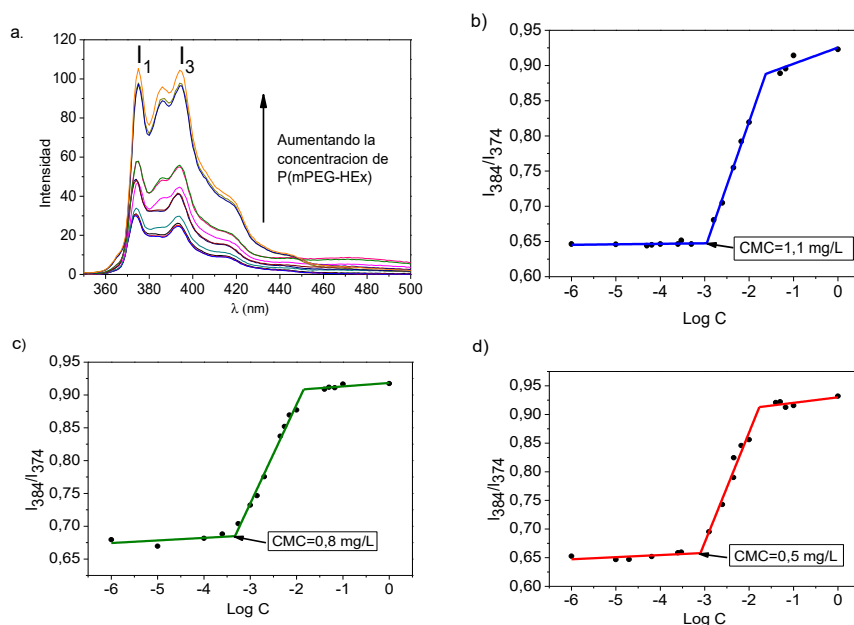 a.
I1 I3
120
100
80
60
40
20
0
Intensidad
Aumentando la
concentracion de
P(mPEG-HEx)
360 380 400 420 440 460 480 500
λ (nm)
b)
0,95
0,90
0,85
0,80
0,75
0,70
0,65
0,60
I384/I374
CMC=1,1 mg/L
-6 -5 -4 -3 -2 -1 0
Log C
c)
0,95
0,90
0,85
0,80
0,75
0,70
0,65
I384/I374
CMC=0,8 mg/L
-6 -5 -4 -3 -2 -1 0
Log C
d)
0,95
0,90
0,85
0,80
0,75
0,70
0,65
0,60
I384/I374
CMC=0,5 mg/L
-6 -5 -4 -3 -2 -1 0
Log C